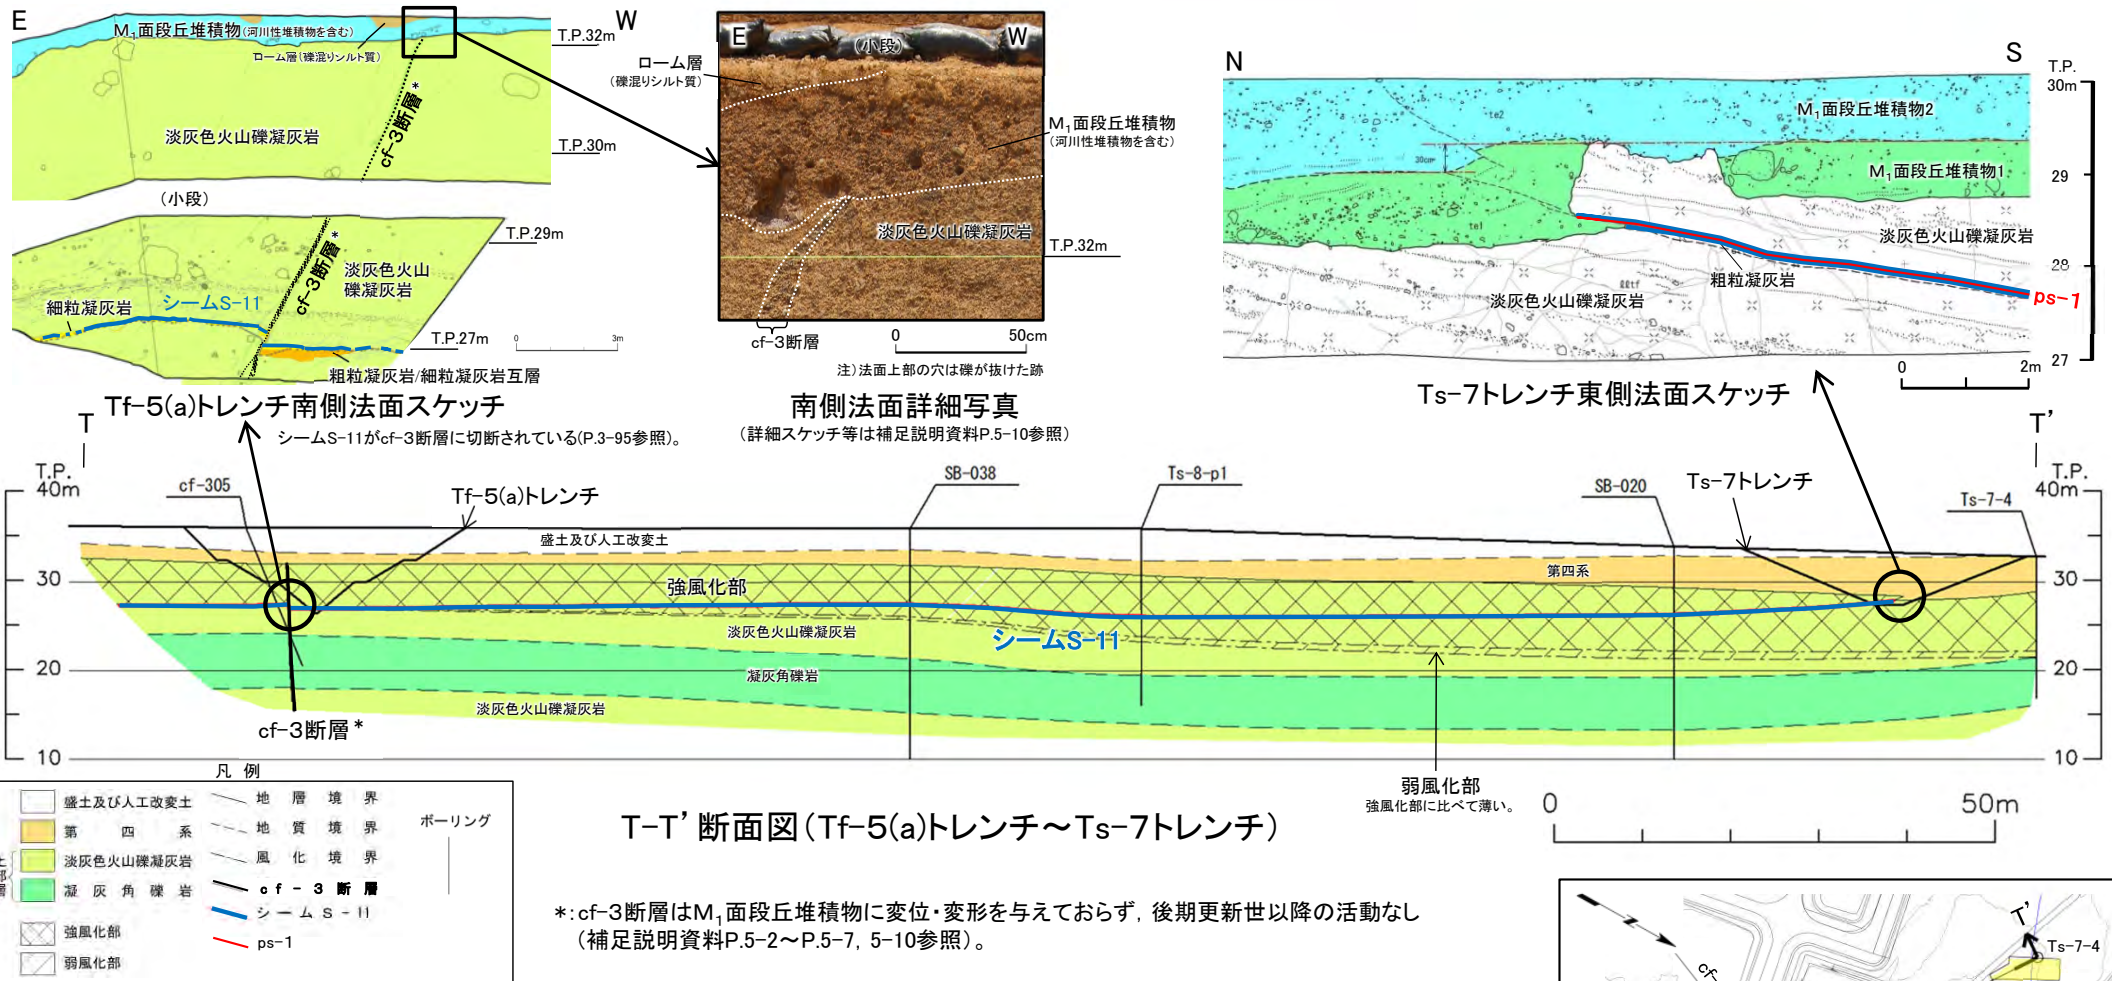 E
W
M₁面段丘堆積物(河川性堆積物を含む)
ローム層(礫混りシルト質)
T.P.32m
cf-3断層*
淡灰色火山礫凝灰岩
T.P.30m
(小段)
T.P.29m
cf-3断層*
淡灰色火山
礫凝灰岩
細粒凝灰岩
シームS-11
T.P.27m
0 3m
粗粒凝灰岩/細粒凝灰岩互層
Tf-5(a)トレンチ南側法面スケッチ
シームS-11がcf-3断層に切断されている(P.3-95参照)。
E
(小段)
W
ローム層
(礫混りシルト質)
M₁面段丘堆積物
(河川性堆積物を含む)
淡灰色火山礫凝灰岩
T.P.32m
cf-3断層
0 50cm
注)法面上部の穴は礫が抜けた跡
南側法面詳細写真
(詳細スケッチ等は補足説明資料P.5-10参照)
N
S
T.P.
30m
M₁面段丘堆積物2
te2
30cm
M₁面段丘堆積物1
29
te1
淡灰色火山礫凝灰岩
28
粗粒凝灰岩
ps-1
淡灰色火山礫凝灰岩
lltf
27
0 2m
Ts-7トレンチ東側法面スケッチ
T
T'
T.P.
40m
cf-305
Tf-5(a)トレンチ
SB-038
Ts-8-p1
SB-020
Ts-7トレンチ
Ts-7-4
T.P.
40m
盛土及び人工改変土
第四系
30
強風化部
30
淡灰色火山礫凝灰岩
シームS-11
20
凝灰角礫岩
20
淡灰色火山礫凝灰岩
cf-3断層*
10
10
弱風化部
強風化部に比べて薄い。
0 50m
T-T' 断面図(Tf-5(a)トレンチ～Ts-7トレンチ)
凡 例
盛土及び人工改変土
第四系
淡灰色火山礫凝灰岩
凝灰角礫岩
強風化部
弱風化部
地層境界
地質境界
風化境界
cf-3断層
シームS-11
ps-1
ボーリング
*:cf-3断層はM₁面段丘堆積物に変位・変形を与えておらず, 後期更新世以降の活動なし
(補足説明資料P.5-2～P.5-7, 5-10参照)。
N
T'
Ts-7-4
cf-